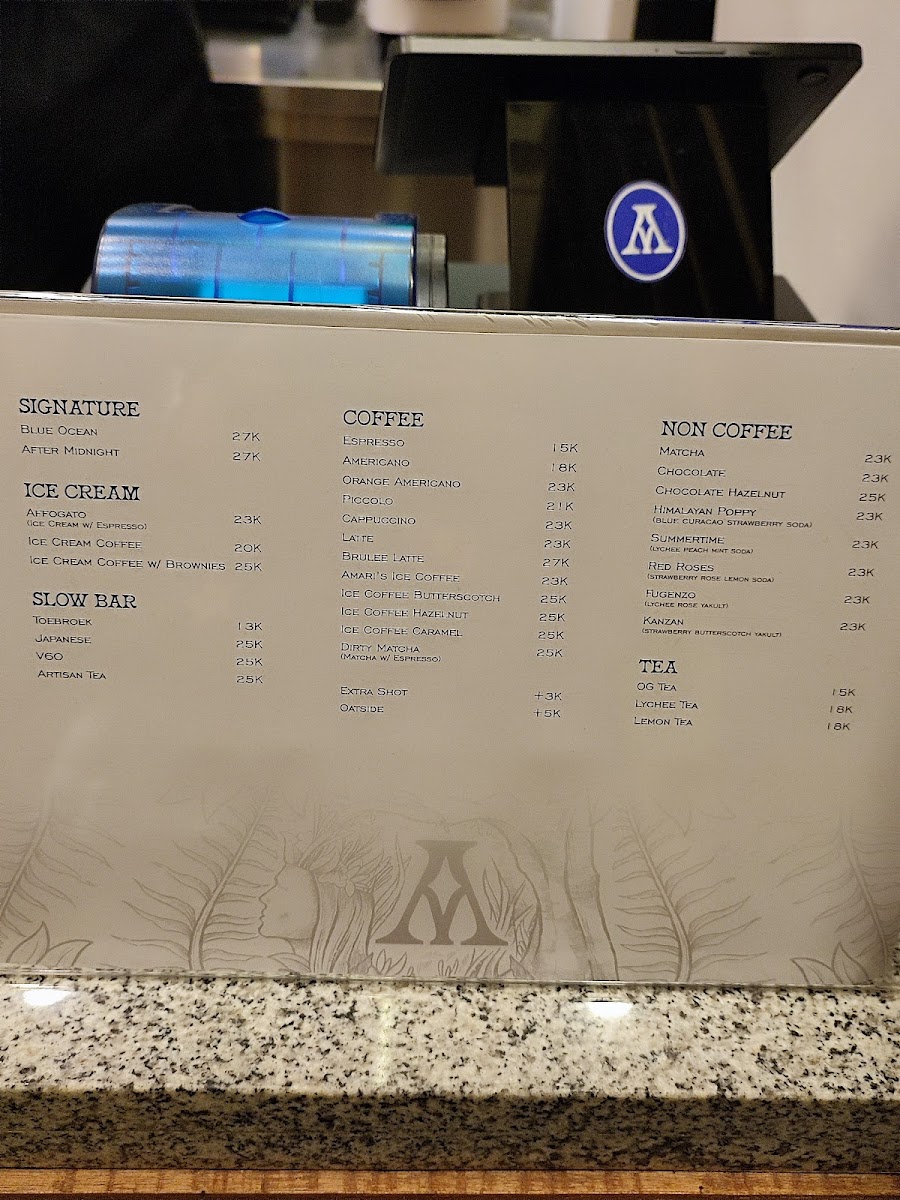 SIGNATURE
BLUE OCEAN 27K
AFTER MIDNIGHT 27K
ICE CREAM
AFFOGATO 23K
(ICE CREAM W/ ESPRESSO)
ICE CREAM COFFEE 20K
ICE CREAM COFFEE W/ BROWNIES 25K
SLOW BAR
TOEBROEK 13K
JAPANESE 25K
V60 25K
ARTISAN TEA 25K
COFFEE
ESPRESSO 15K
AMERICANO 18K
ORANGE AMERICANO 23K
PICCOLO 21K
CAPPUCCINO 23K
LATTE 23K
BRULEE LATTE 27K
AMARI'S ICE COFFEE 23K
ICE COFFEE BUTTERSCOTCH 25K
ICE COFFEE HAZELNUT 25K
ICE COFFEE CARAMEL 25K
DIRTY MATCHA 25K
(MATCHA W/ ESPRESSO)
EXTRA SHOT +3K
OATSIDE +5K
NON COFFEE
MATCHA 23K
CHOCOLATE 23K
CHOCOLATE HAZELNUT 25K
HIMALAYAN POPPY 23K
(BLUE CURACAO STRAWBERRY SODA)
SUMMERTIME 23K
(LYCHEE PEACH MINT SODA)
RED ROSES 23K
(STRAWBERRY ROSE LEMON SODA)
FUGENZO 23K
(LYCHEE ROSE YAKULT)
KANZAN 23K
(STRAWBERRY BUTTERSCOTCH YAKULT)
TEA
OG TEA 15K
LYCHEE TEA 18K
LEMON TEA 18K